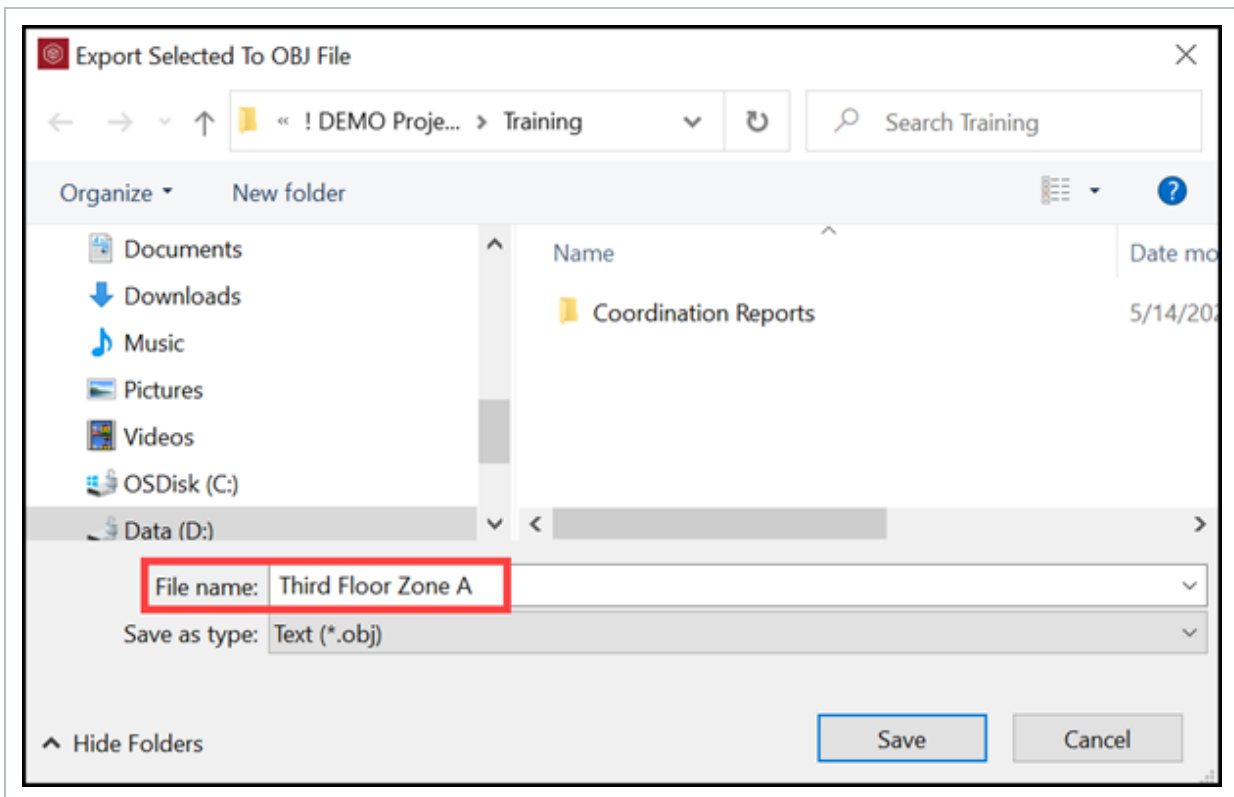 Export Selected To OBJ File
« ! DEMO Proje... > Training
Search Training
Organize
New folder
?
Documents
Downloads
Music
Pictures
Videos
OSDisk (C:)
Data (D:)
Name
Date mo
Coordination Reports
5/14/202
File name: Third Floor Zone A
Save as type: Text (*.obj)
Hide Folders
Save
Cancel